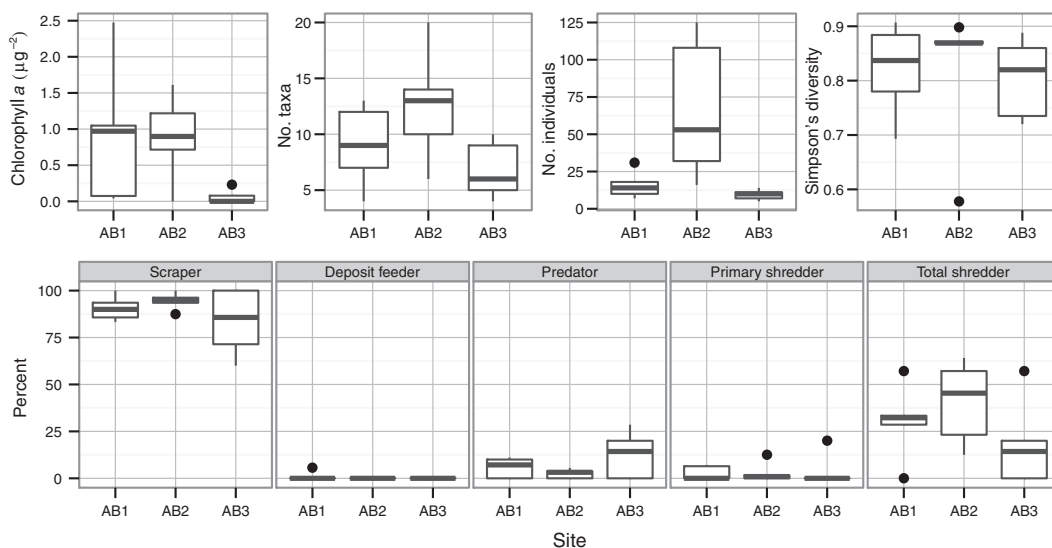 Chlorophyll a (µg⁻²)
2.5
2.0
1.5
1.0
0.5
0.0
AB1 AB2 AB3
No. taxa
20
15
10
5
AB1 AB2 AB3
No. individuals
125
100
75
50
25
0
AB1 AB2 AB3
Simpson's diversity
0.9
0.8
0.7
0.6
AB1 AB2 AB3
Scraper
Deposit feeder
Predator
Primary shredder
Total shredder
Percent
100
75
50
25
0
AB1 AB2 AB3
AB1 AB2 AB3
AB1 AB2 AB3
AB1 AB2 AB3
AB1 AB2 AB3
Site